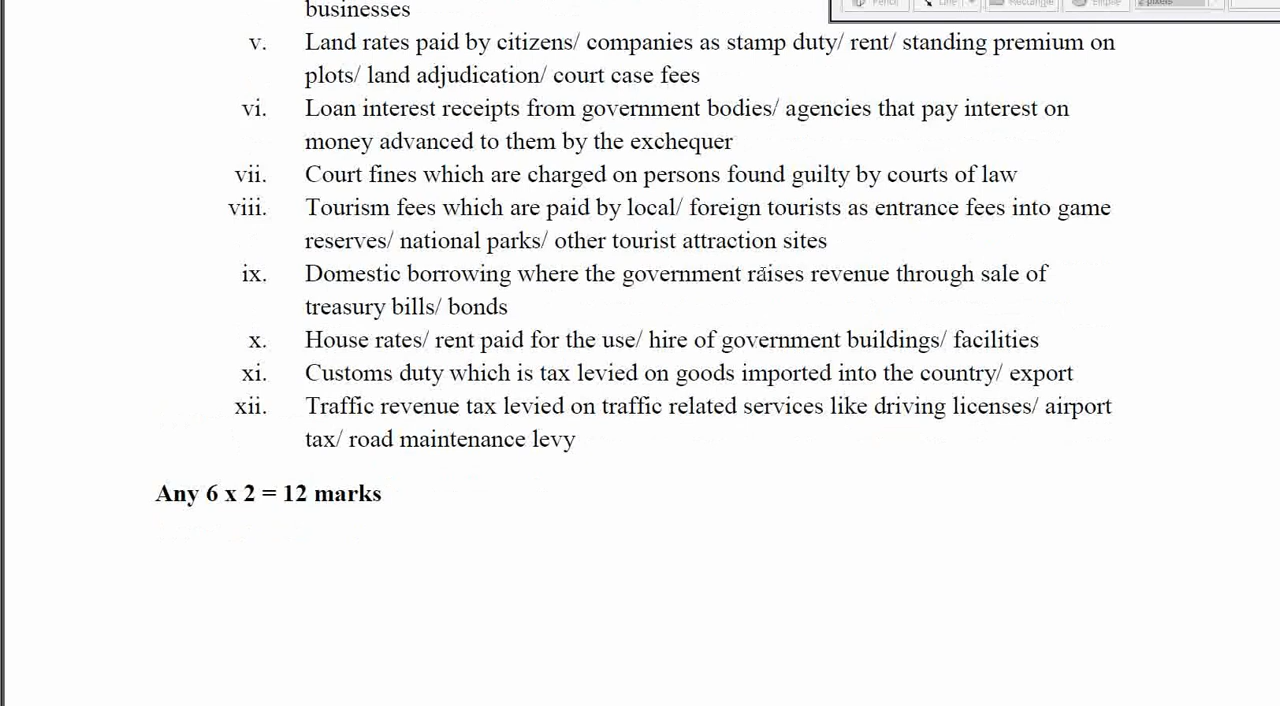 businesses
v. Land rates paid by citizens/ companies as stamp duty/ rent/ standing premium on
plots/ land adjudication/ court case fees
vi. Loan interest receipts from government bodies/ agencies that pay interest on
money advanced to them by the exchequer
vii. Court fines which are charged on persons found guilty by courts of law
viii. Tourism fees which are paid by local/ foreign tourists as entrance fees into game
reserves/ national parks/ other tourist attraction sites
ix. Domestic borrowing where the government raises revenue through sale of
treasury bills/ bonds
x. House rates/ rent paid for the use/ hire of government buildings/ facilities
xi. Customs duty which is tax levied on goods imported into the country/ export
xii. Traffic revenue tax levied on traffic related services like driving licenses/ airport
tax/ road maintenance levy
Any 6 x 2 = 12 marks